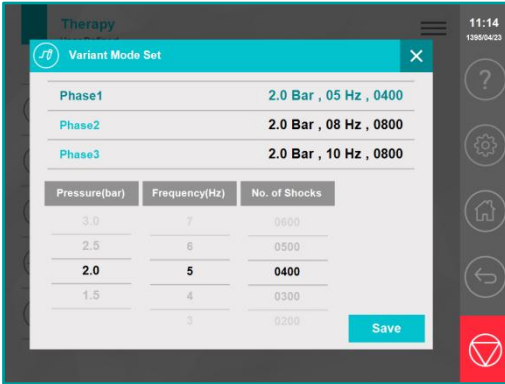 Therapy
11:14
1395/04/23
Variant Mode Set
Phase1 2.0 Bar , 05 Hz , 0400
Phase2 2.0 Bar , 08 Hz , 0800
Phase3 2.0 Bar , 10 Hz , 0800
Pressure(bar) Frequency(Hz) No. of Shocks
3.0 7 0600
2.5 6 0500
2.0 5 0400
1.5 4 0300
3 0200
Save